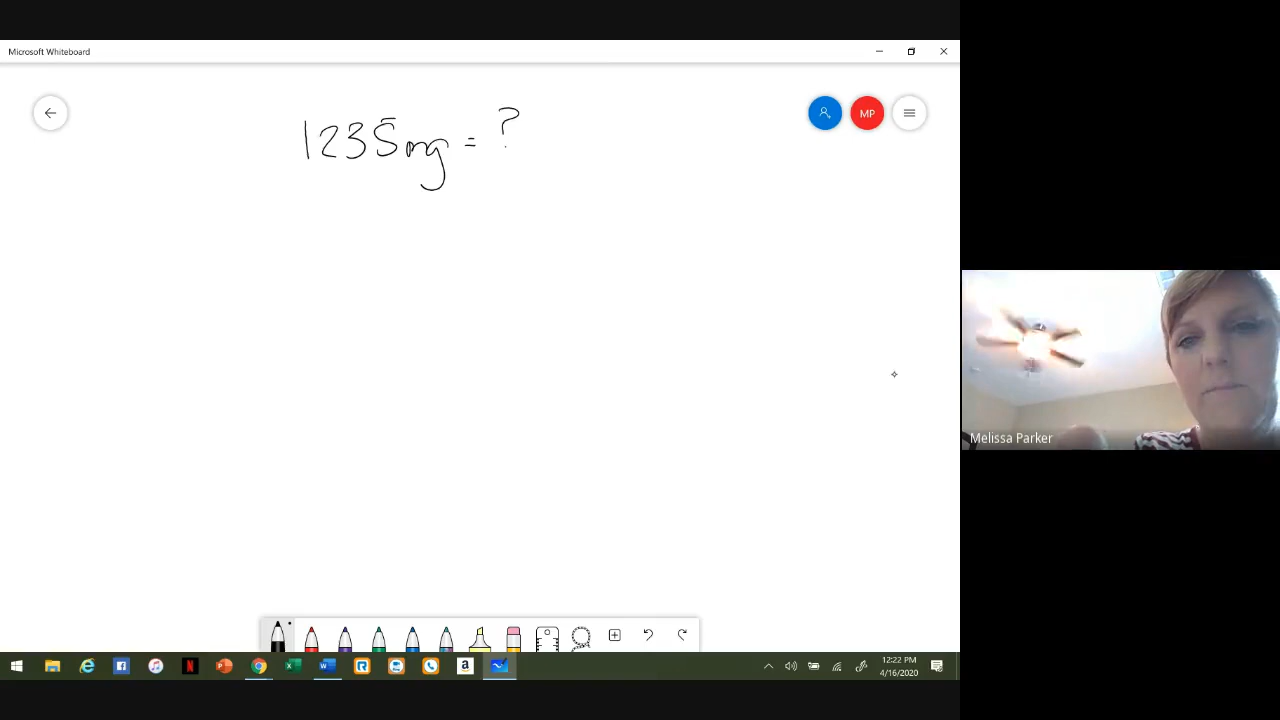 Microsoft Whiteboard
MP
1235mg = ?
Melissa Parker
12:22 PM
4/16/2020